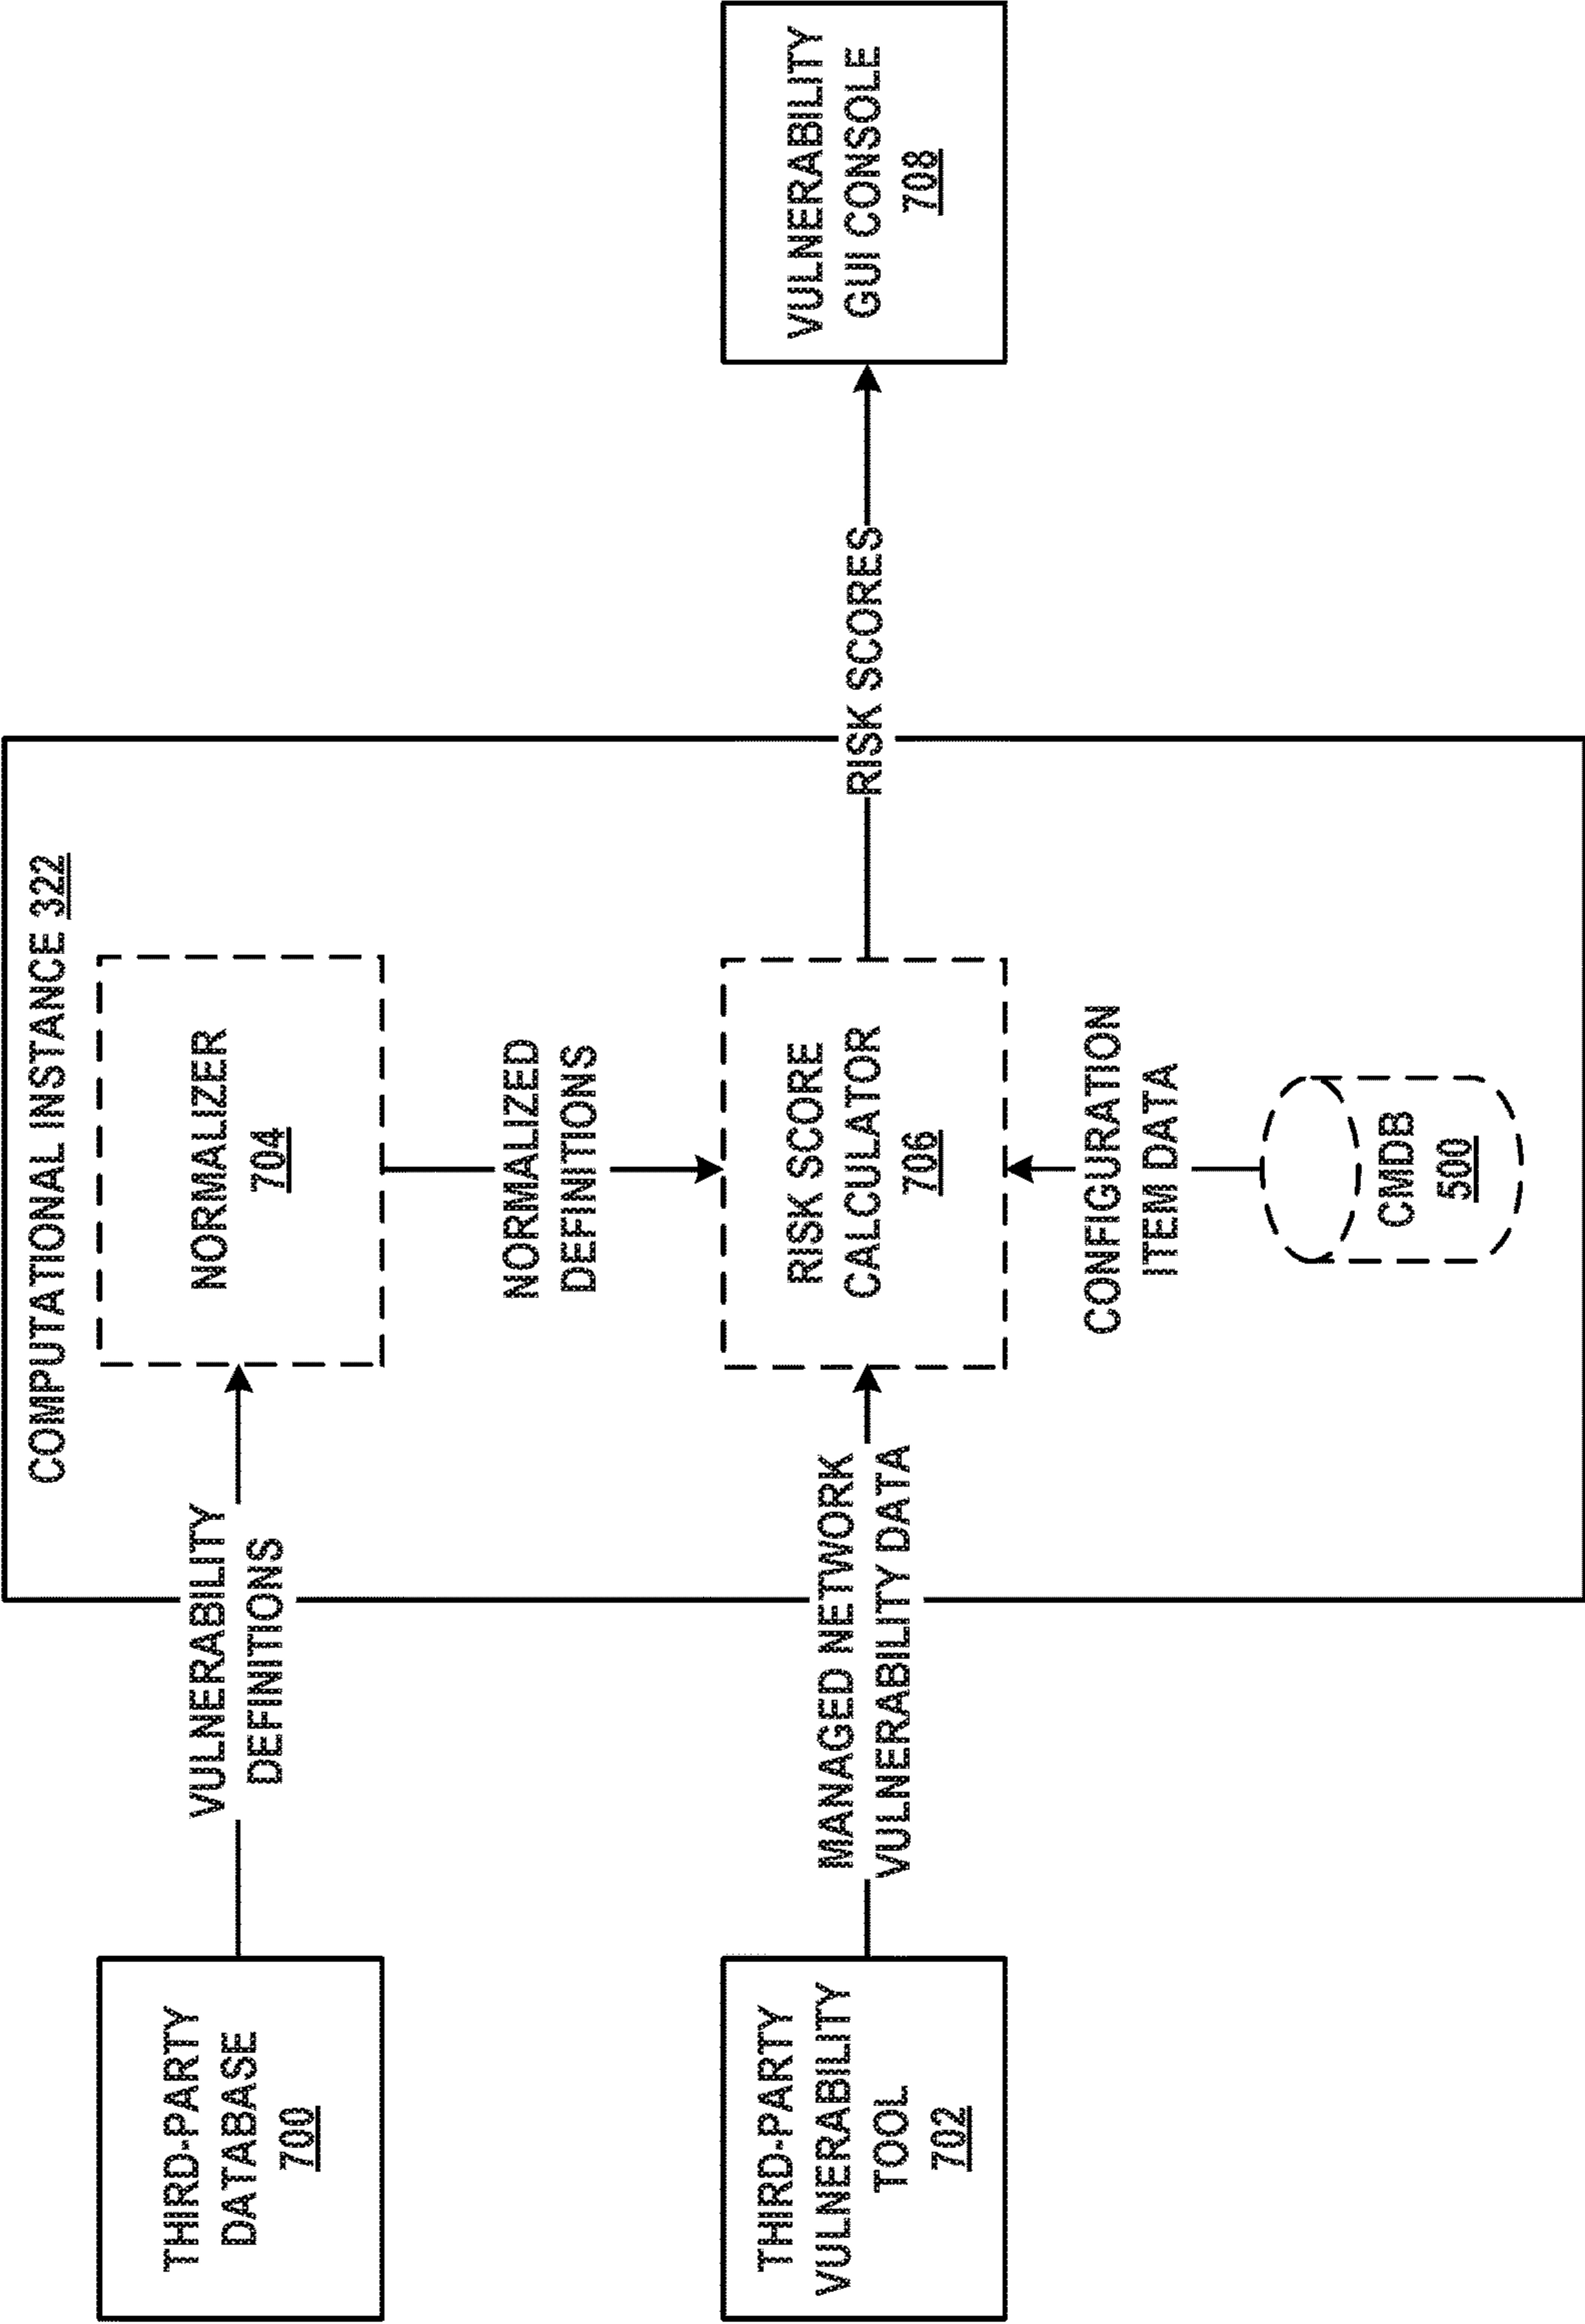 COMPUTATIONAL INSTANCE 322
THIRD-PARTY
DATABASE
700
VULNERABILITY
DEFINITIONS
NORMALIZER
704
NORMALIZED
DEFINITIONS
THIRD-PARTY
VULNERABILITY
TOOL
702
MANAGED NETWORK
VULNERABILITY DATA
RISK SCORE
CALCULATOR
706
RISK SCORES
VULNERABILITY
GUI CONSOLE
708
CONFIGURATION
ITEM DATA
CMDB
500